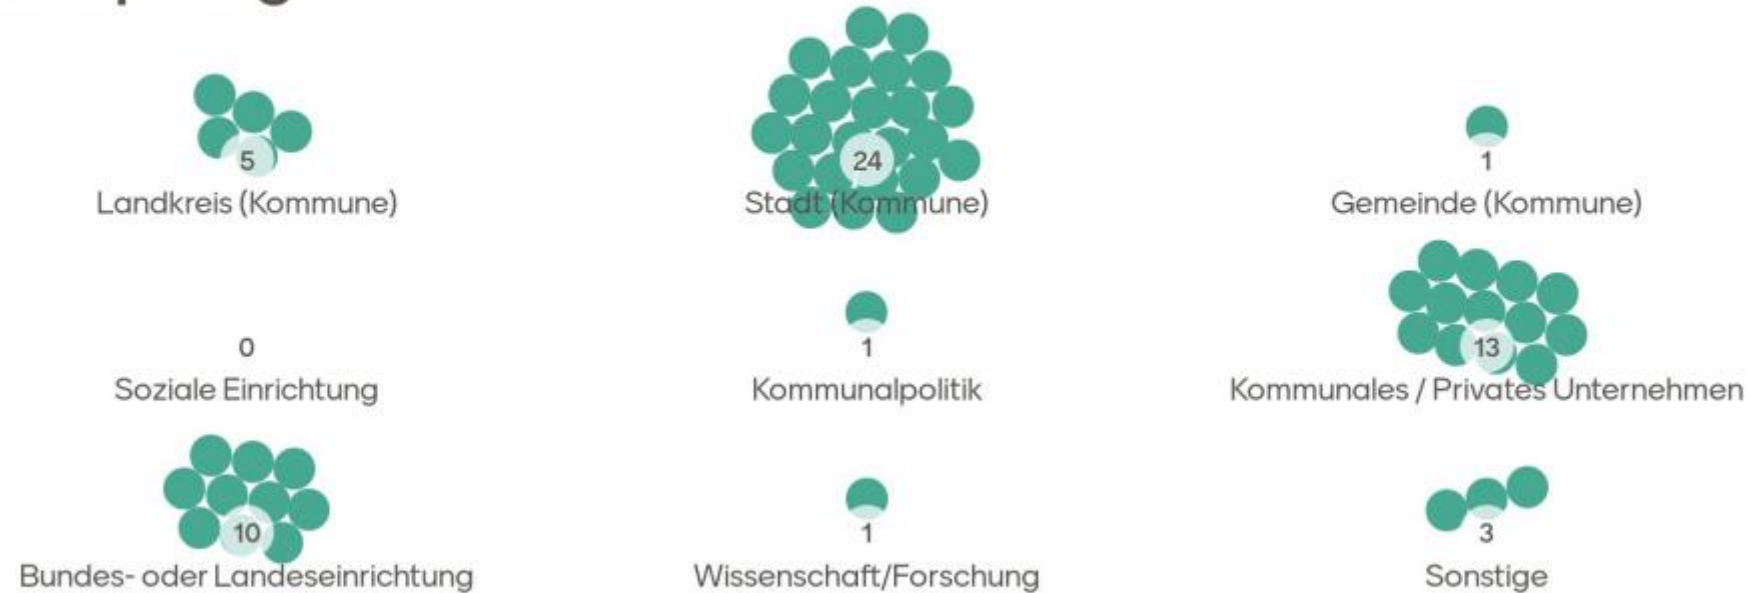 5
Landkreis (Kommune)
24
Stadt (Kommune)
1
Gemeinde (Kommune)
0
Soziale Einrichtung
1
Kommunalpolitik
13
Kommunales / Privates Unternehmen
10
Bundes- oder Landeseinrichtung
1
Wissenschaft/Forschung
3
Sonstige